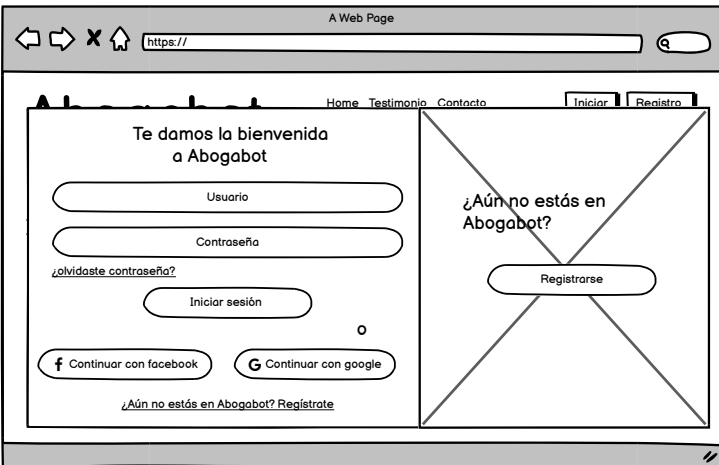 A Web Page
https://
Abogabot
Home Testimonio Contacto
Iniciar Registro
Te damos la bienvenida
a Abogabot
Usuario
Contraseña
¿olvidaste contraseña?
Iniciar sesión
o
Continuar con facebook
Continuar con google
¿Aún no estás en Abogabot? Regístrate
¿Aún no estás en
Abogabot?
Registrarse